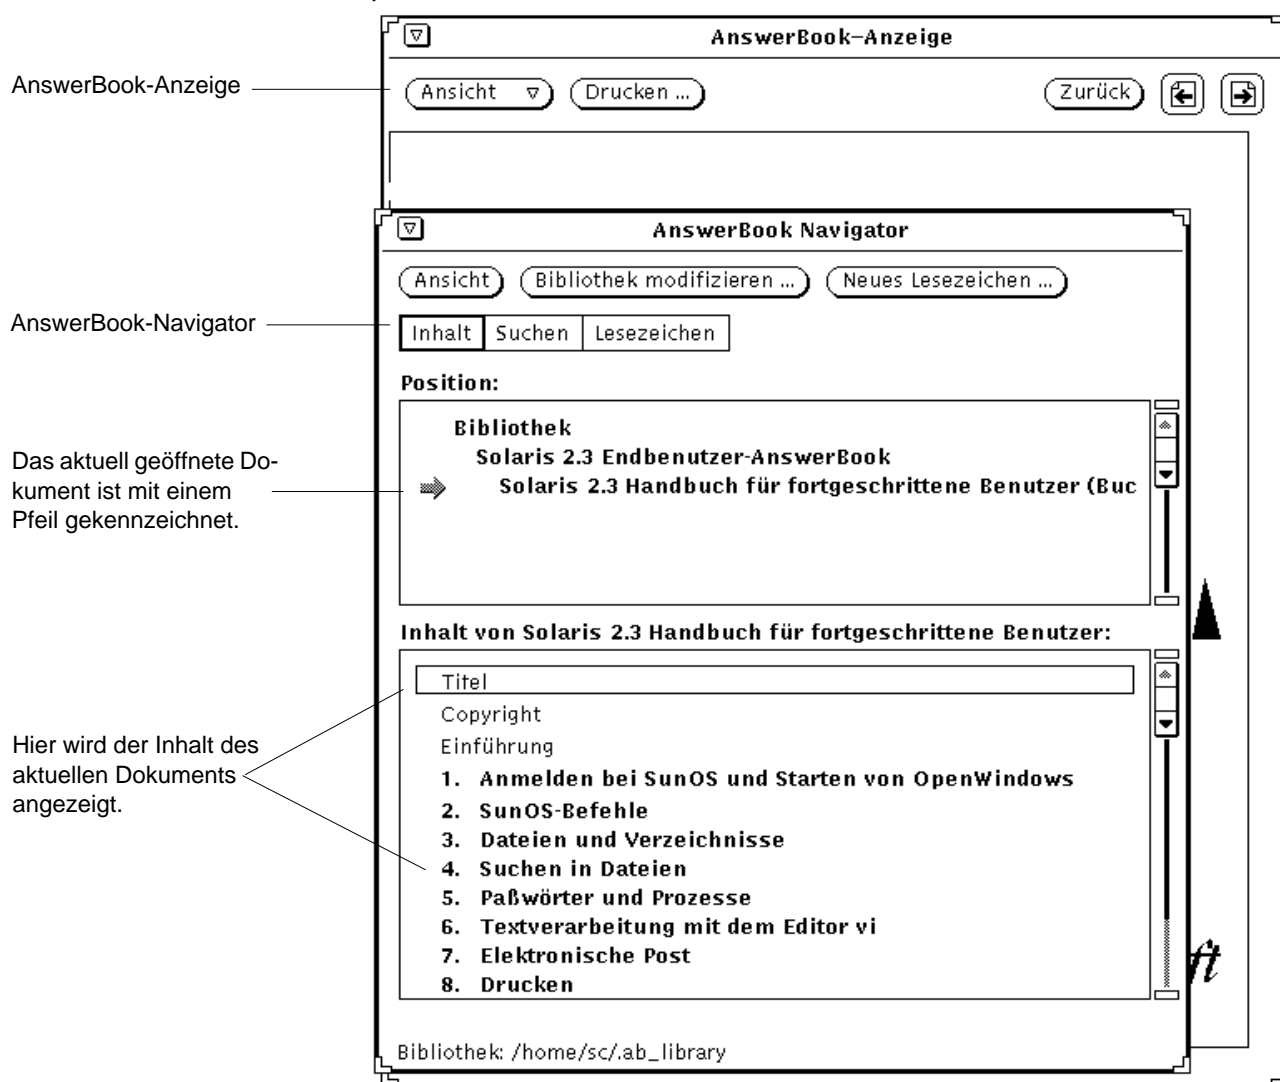 AnswerBook–Anzeige
AnswerBook-Anzeige
Ansicht Drucken ... Zurück
AnswerBook Navigator
Ansicht Bibliothek modifizieren ... Neues Lesezeichen ...
AnswerBook-Navigator
Inhalt Suchen Lesezeichen
Position:
Bibliothek
Solaris 2.3 Endbenutzer-AnswerBook
Solaris 2.3 Handbuch für fortgeschrittene Benutzer (Buc
Das aktuell geöffnete Do-
kument ist mit einem
Pfeil gekennzeichnet.
Inhalt von Solaris 2.3 Handbuch für fortgeschrittene Benutzer:
Titel
Copyright
Einführung
1. Anmelden bei SunOS und Starten von OpenWindows
2. SunOS-Befehle
3. Dateien und Verzeichnisse
4. Suchen in Dateien
5. Paßwörter und Prozesse
6. Textverarbeitung mit dem Editor vi
7. Elektronische Post
8. Drucken
Hier wird der Inhalt des
aktuellen Dokuments
angezeigt.
ft
Bibliothek: /home/sc/.ab_library